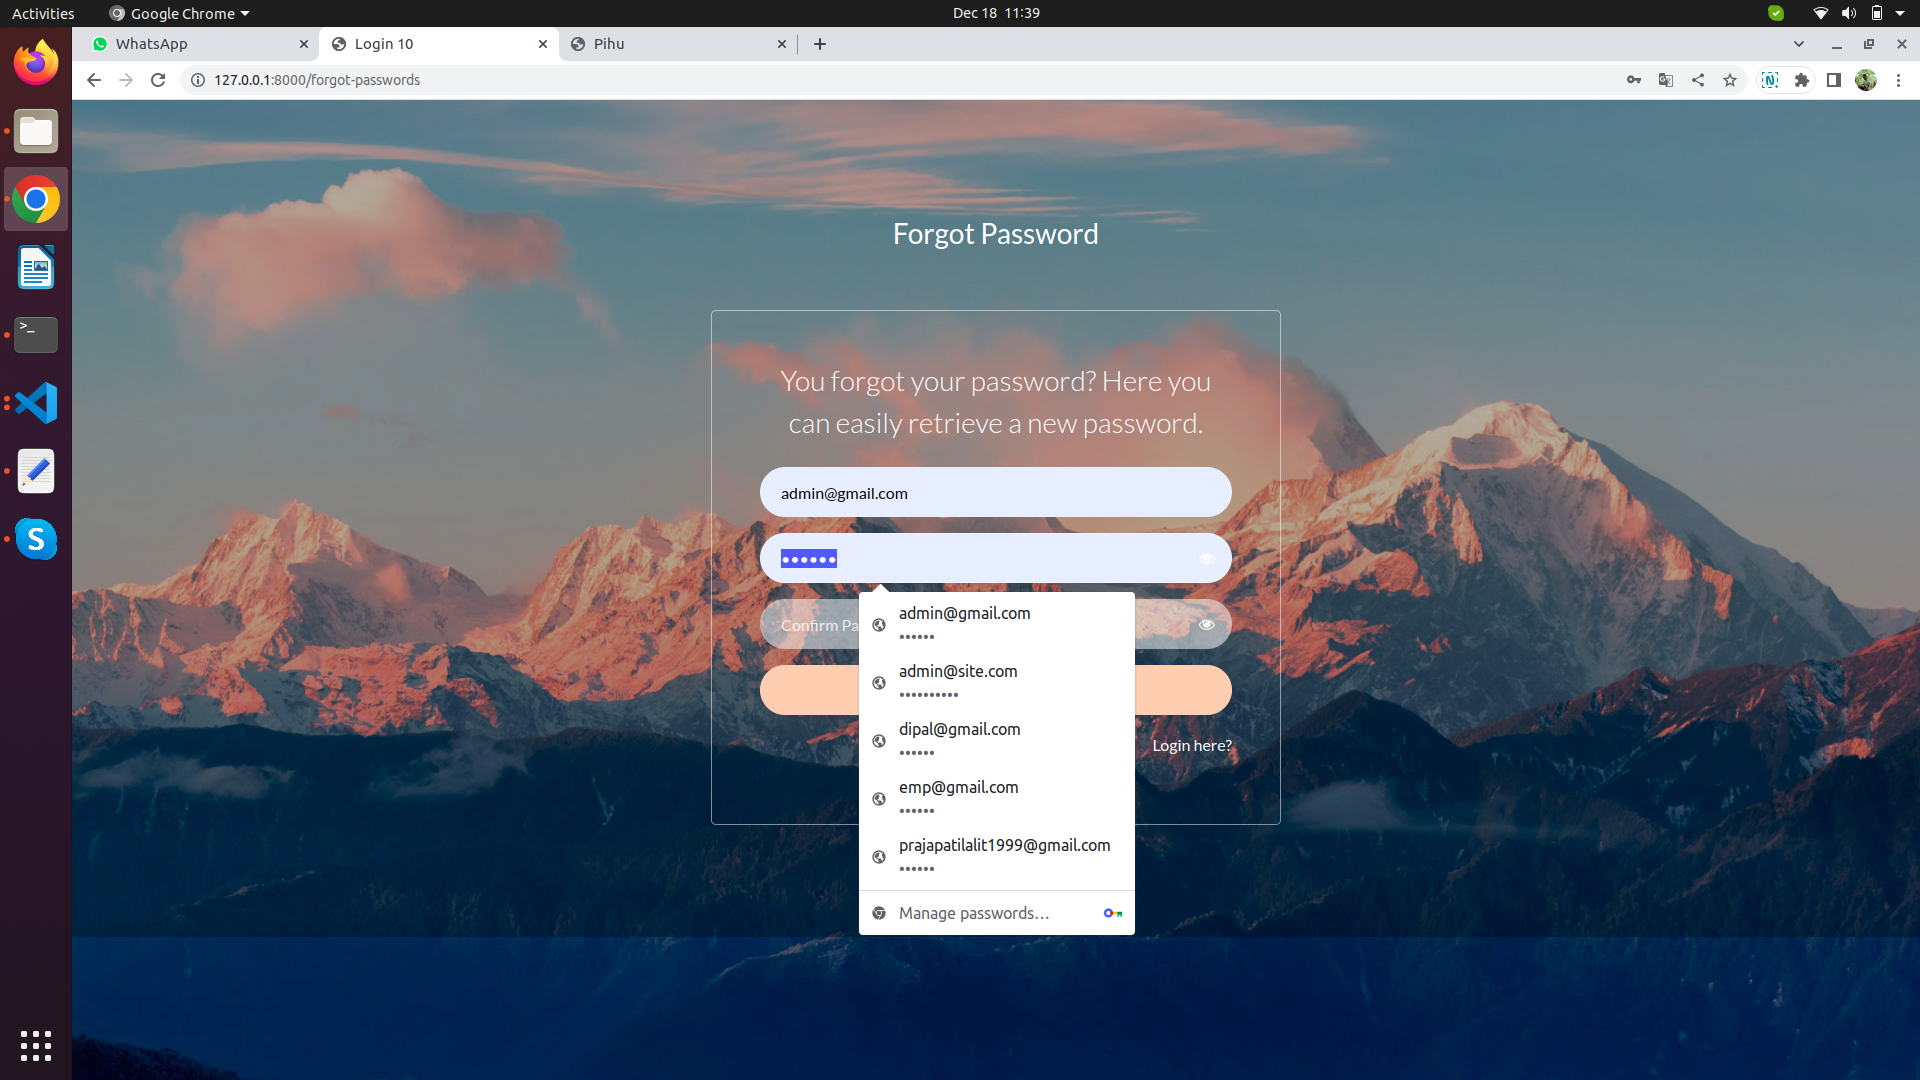 Activities
Google Chrome
Dec 18 11:39
WhatsApp
Login 10
Pihu
127.0.0.1:8000/forgot-passwords
Forgot Password
You forgot your password? Here you
can easily retrieve a new password.
admin@gmail.com
••••••
Confirm Pa
admin@gmail.com
••••••
admin@site.com
••••••••••
dipal@gmail.com
••••••
Login here?
emp@gmail.com
••••••
prajapatilalit1999@gmail.com
••••••
Manage passwords…